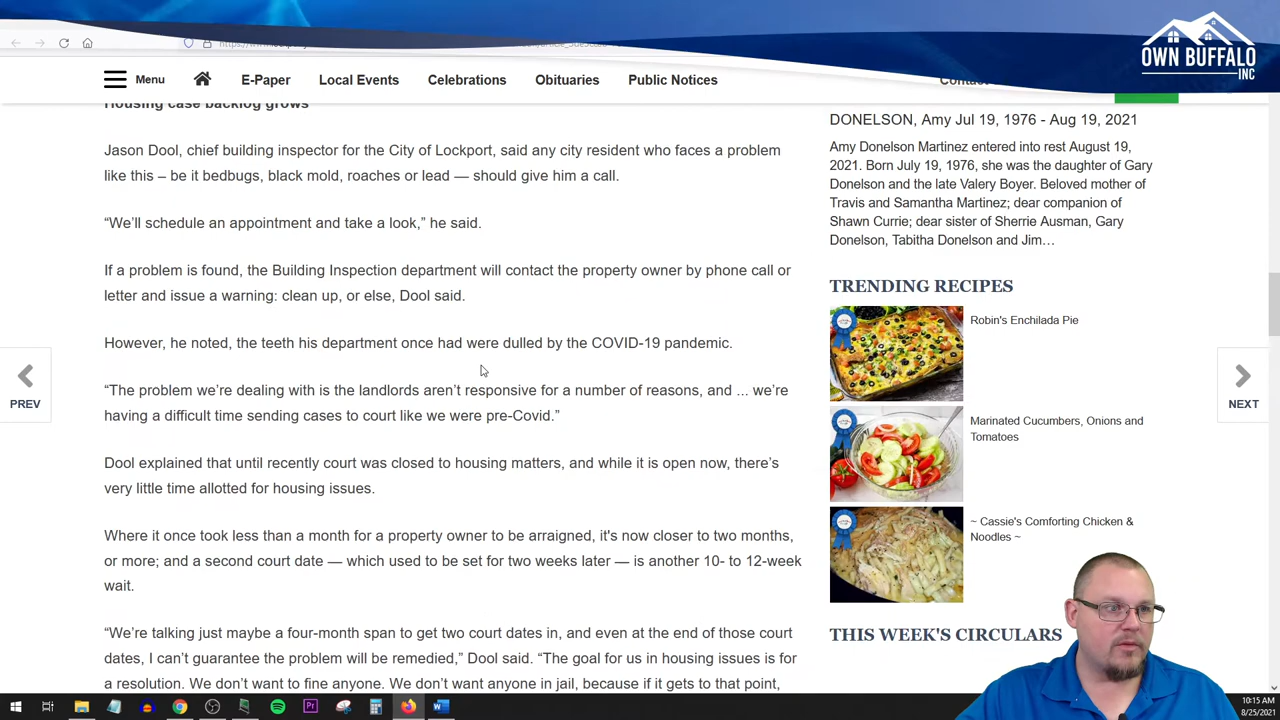 OWN BUFFALO
INC
Menu
E-Paper
Local Events
Celebrations
Obituaries
Public Notices
Housing case backlog grows
Jason Dool, chief building inspector for the City of Lockport, said any city resident who faces a problem
like this – be it bedbugs, black mold, roaches or lead — should give him a call.
“We’ll schedule an appointment and take a look,” he said.
If a problem is found, the Building Inspection department will contact the property owner by phone call or
letter and issue a warning: clean up, or else, Dool said.
However, he noted, the teeth his department once had were dulled by the COVID-19 pandemic.
“The problem we’re dealing with is the landlords aren’t responsive for a number of reasons, and ... we’re
having a difficult time sending cases to court like we were pre-Covid.”
Dool explained that until recently court was closed to housing matters, and while it is open now, there’s
very little time allotted for housing issues.
Where it once took less than a month for a property owner to be arraigned, it's now closer to two months,
or more; and a second court date — which used to be set for two weeks later — is another 10- to 12-week
wait.
“We’re talking just maybe a four-month span to get two court dates in, and even at the end of those court
dates, I can’t guarantee the problem will be remedied,” Dool said. “The goal for us in housing issues is for
a resolution. We don’t want to fine anyone. We don’t want anyone in jail, because if it gets to that point,
PREV
NEXT
DONELSON, Amy Jul 19, 1976 - Aug 19, 2021
Amy Donelson Martinez entered into rest August 19,
2021. Born July 19, 1976, she was the daughter of Gary
Donelson and the late Valery Boyer. Beloved mother of
Travis and Samantha Martinez; dear companion of
Shawn Currie; dear sister of Sherrie Ausman, Gary
Donelson, Tabitha Donelson and Jim…
TRENDING RECIPES
Robin's Enchilada Pie
Marinated Cucumbers, Onions and
Tomatoes
~ Cassie's Comforting Chicken &
Noodles ~
THIS WEEK'S CIRCULARS
10:15 AM
8/25/2021